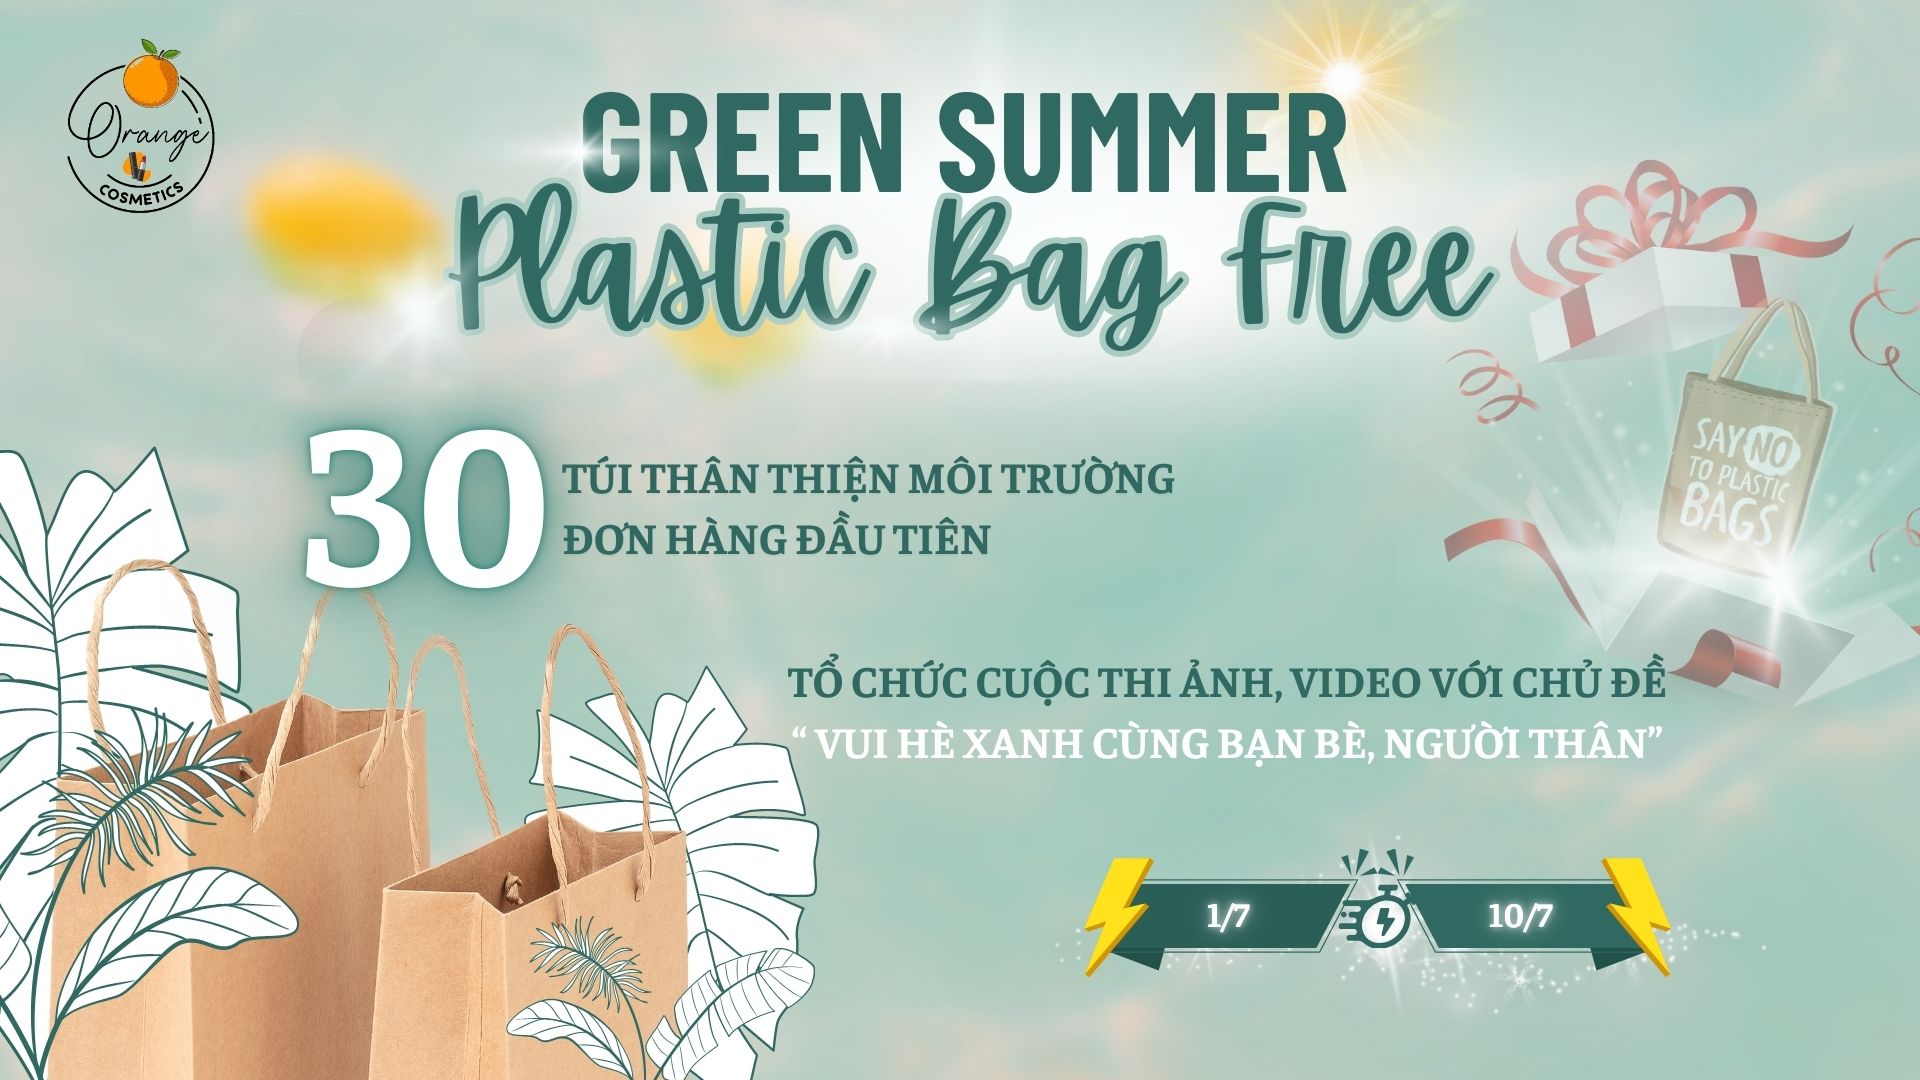 Orange
COSMETICS
GREEN SUMMER
Plastic Bag Free
30
TÚI THÂN THIỆN MÔI TRƯỜNG
ĐƠN HÀNG ĐẦU TIÊN
SAY NO
TO PLASTIC
BAGS
TỔ CHỨC CUỘC THI ẢNH, VIDEO VỚI CHỦ ĐỀ
“ VUI HÈ XANH CÙNG BẠN BÈ, NGƯỜI THÂN”
1/7
10/7